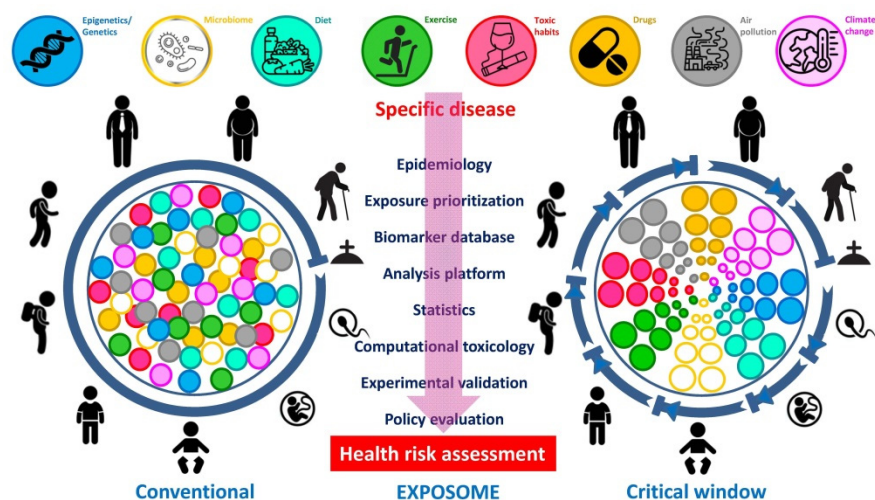 Epigenetics/
Genetics
Microbiome
Diet
Exercise
Toxic
habits
Drugs
Air
pollution
Climate
change
Specific disease
Epidemiology
Exposure prioritization
Biomarker database
Analysis platform
Statistics
Computational toxicology
Experimental validation
Policy evaluation
Health risk assessment
Conventional
EXPOSOME
Critical window